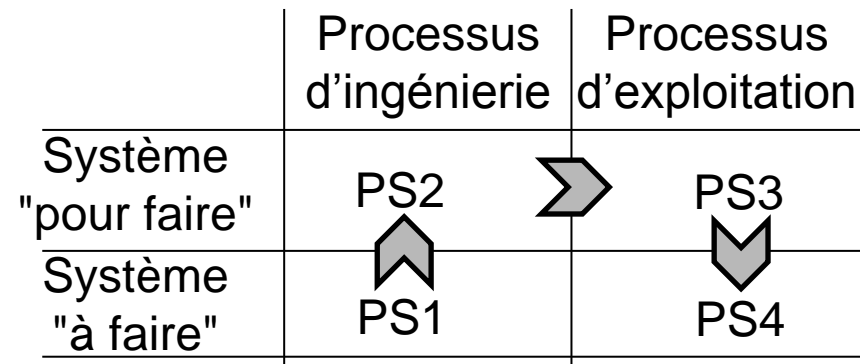 Processus Processus
d’ingénierie d’exploitation
Système
"pour faire" PS2 PS3
Système
"à faire" PS1 PS4